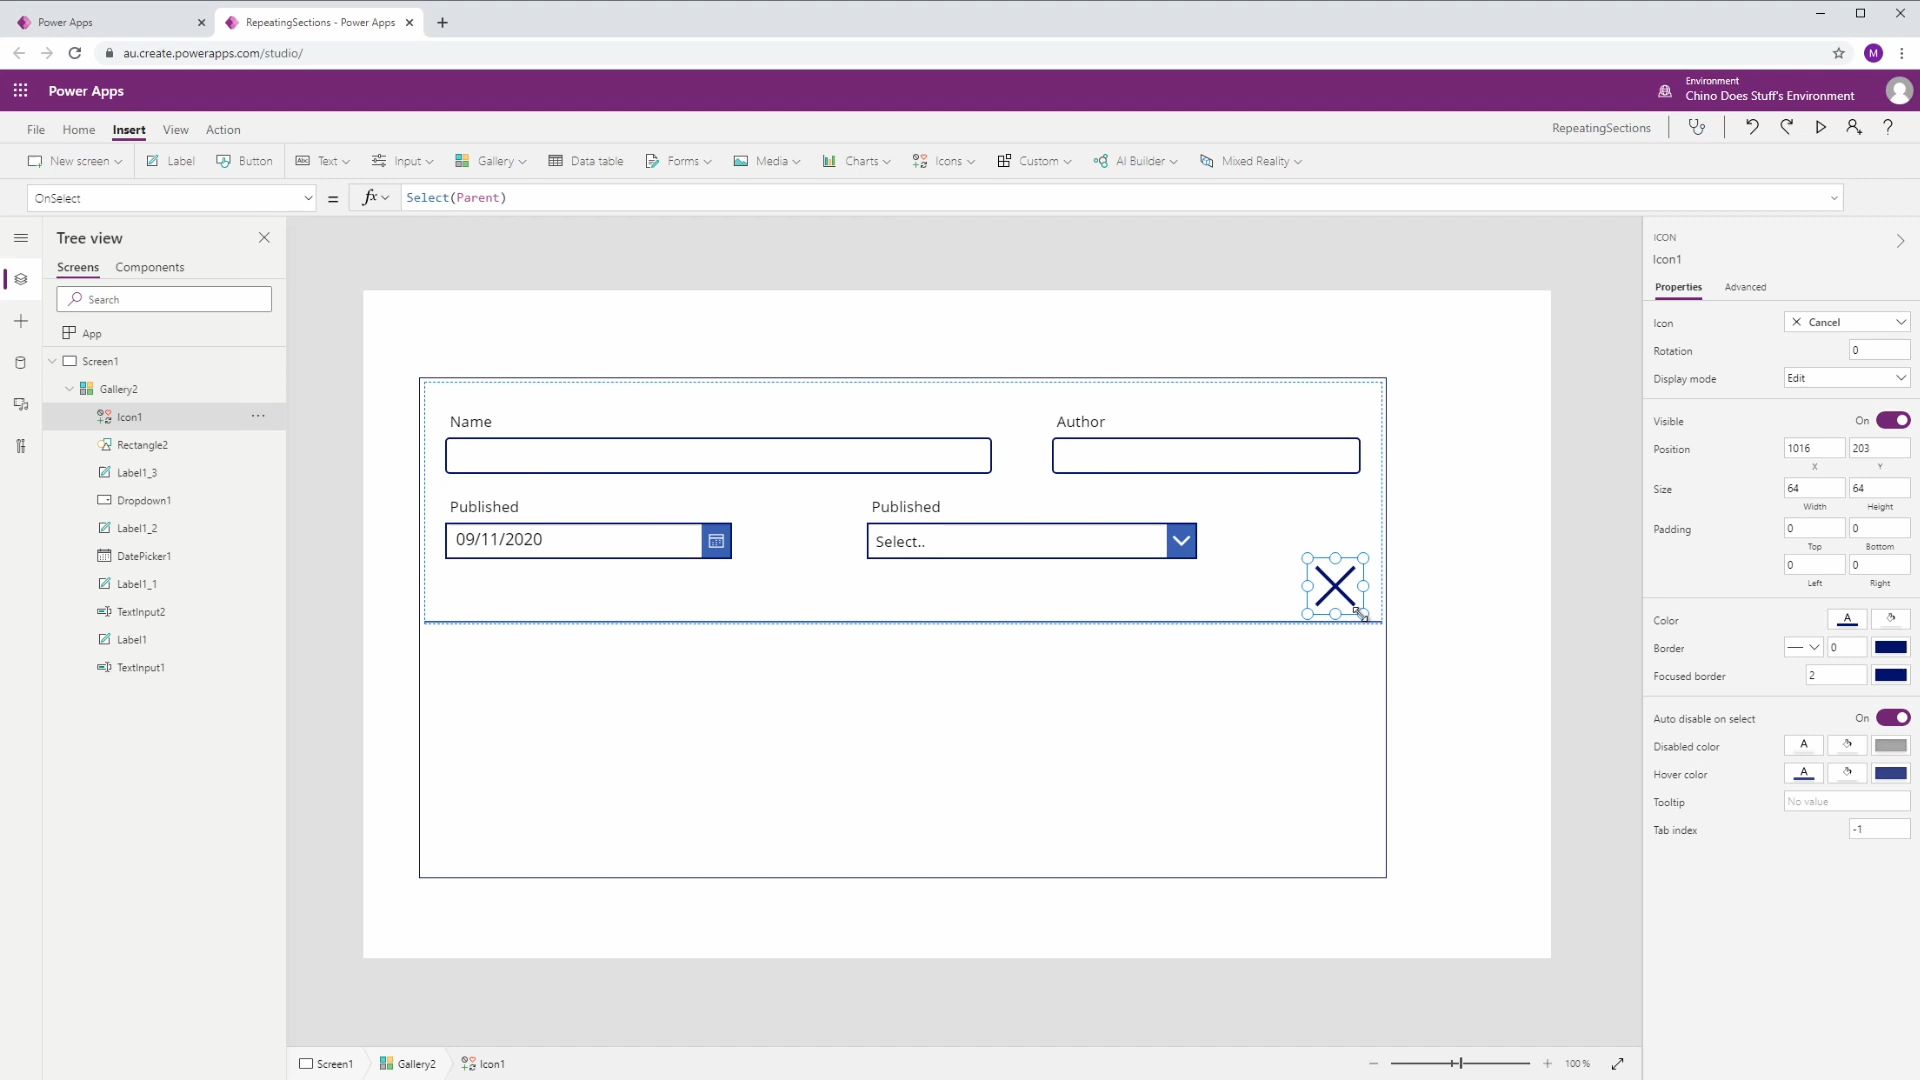 Power Apps
RepeatingSections - Power Apps
au.create.powerapps.com/studio/
M
Power Apps
Environment
Chino Does Stuff's Environment
File Home Insert View Action
RepeatingSections
New screen Label Button Text Input Gallery Data table Forms Media Charts Icons Custom AI Builder Mixed Reality
OnSelect = fx Select(Parent)
Tree view
Screens Components
Search
App
Screen1
Gallery2
Icon1
Rectangle2
Label1_3
Dropdown1
Label1_2
DatePicker1
Label1_1
TextInput2
Label1
TextInput1
Name Author
Published Published
09/11/2020 Select..
ICON
Icon1
Properties Advanced
Icon Cancel
Rotation 0
Display mode Edit
Visible On
Position 1016 203
X Y
Size 64 64
Width Height
Padding 0 0
Top Bottom
0 0
Left Right
Color A
Border 0
Focused border 2
Auto disable on select On
Disabled color A
Hover color A
Tooltip No value
Tab index -1
Screen1 Gallery2 Icon1
100 %